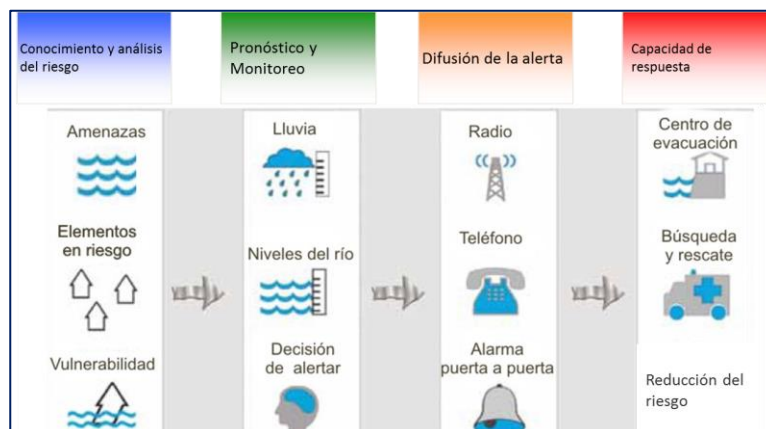 Conocimiento y análisis
del riesgo
Pronóstico y
Monitoreo
Difusión de la alerta
Capacidad de
respuesta
Amenazas
Elementos
en riesgo
Vulnerabilidad
Lluvia
Niveles del río
Decisión
de alertar
Radio
Teléfono
Alarma
puerta a puerta
Centro de
evacuación
Búsqueda
y rescate
Reducción del
riesgo